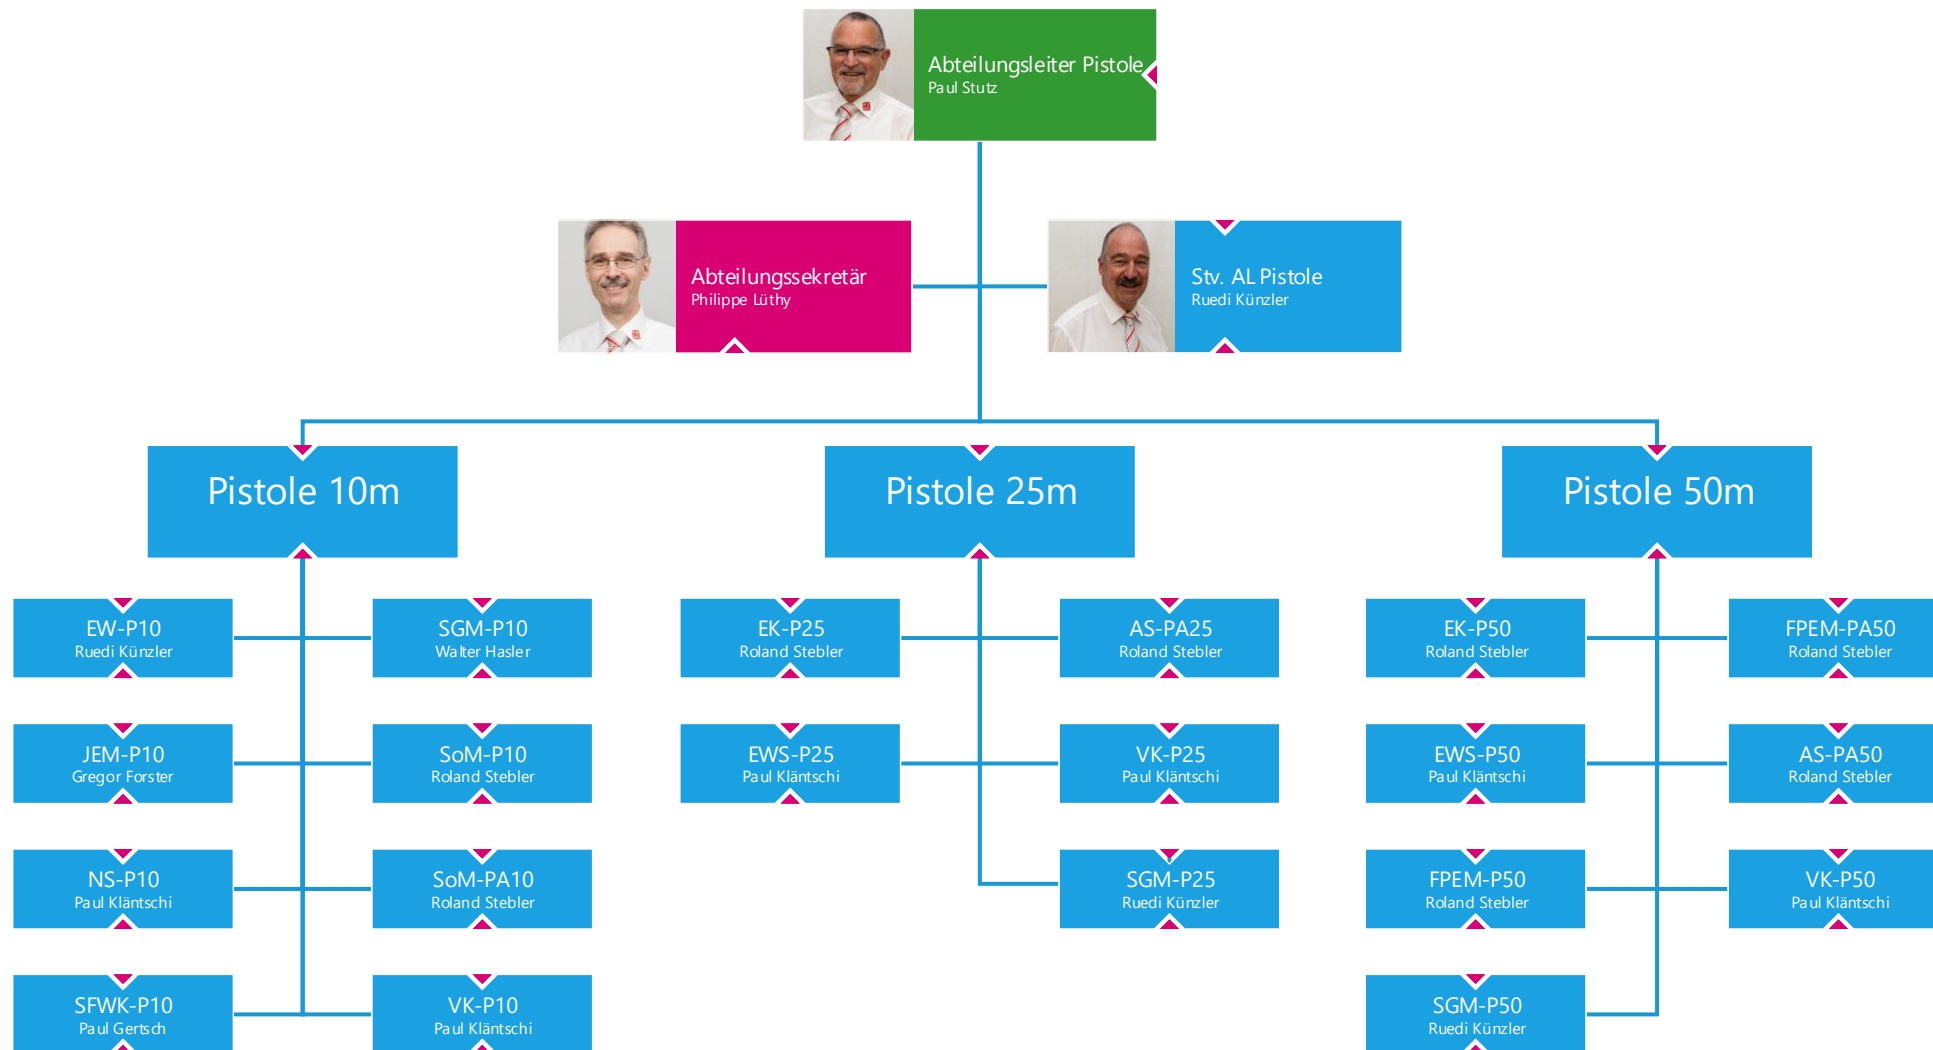 Abteilungsleiter Pistole
Paul Stutz
Abteilungssekretär
Philippe Lüthy
Stv. AL Pistole
Ruedi Künzler
Pistole 10m
Pistole 25m
Pistole 50m
EW-P10
Ruedi Künzler
SGM-P10
Walter Hasler
EK-P25
Roland Stebler
AS-PA25
Roland Stebler
EK-P50
Roland Stebler
FPEM-PA50
Roland Stebler
JEM-P10
Gregor Forster
SoM-P10
Roland Stebler
EWS-P25
Paul Kläntschi
VK-P25
Paul Kläntschi
EWS-P50
Paul Kläntschi
AS-PA50
Roland Stebler
NS-P10
Paul Kläntschi
SoM-PA10
Roland Stebler
SGM-P25
Ruedi Künzler
FPEM-P50
Roland Stebler
VK-P50
Paul Kläntschi
SFWK-P10
Paul Gertsch
VK-P10
Paul Kläntschi
SGM-P50
Ruedi Künzler